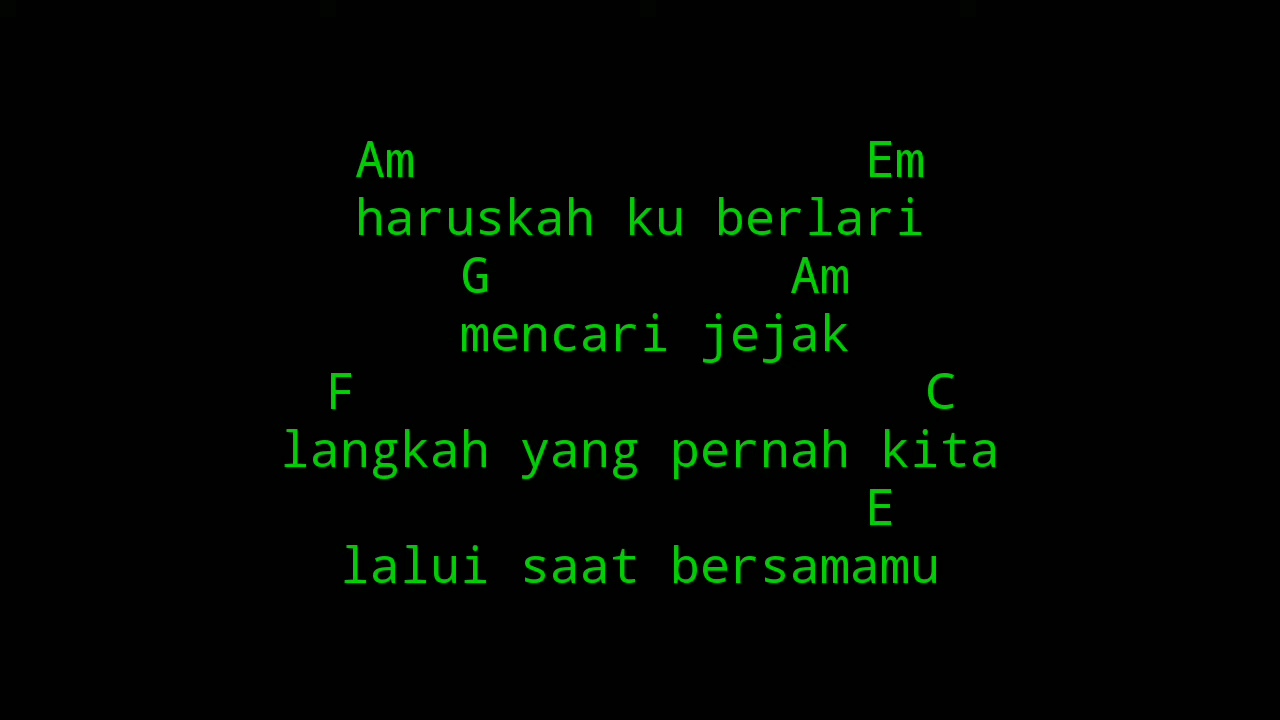 Am Em
haruskah ku berlari
G Am
mencari jejak
F C
langkah yang pernah kita
E
lalui saat bersamamu